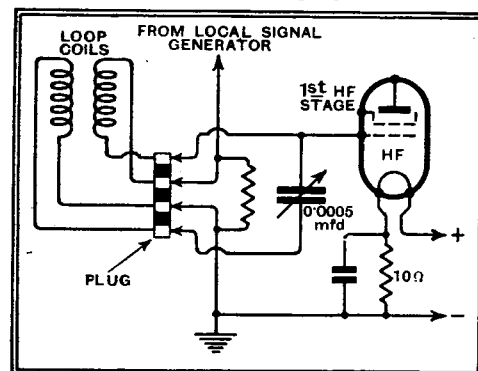 LOOP
COILS
FROM LOCAL SIGNAL
GENERATOR
1st HF
STAGE
HF
0.0005
mfd
PLUG
10Ω
+
−